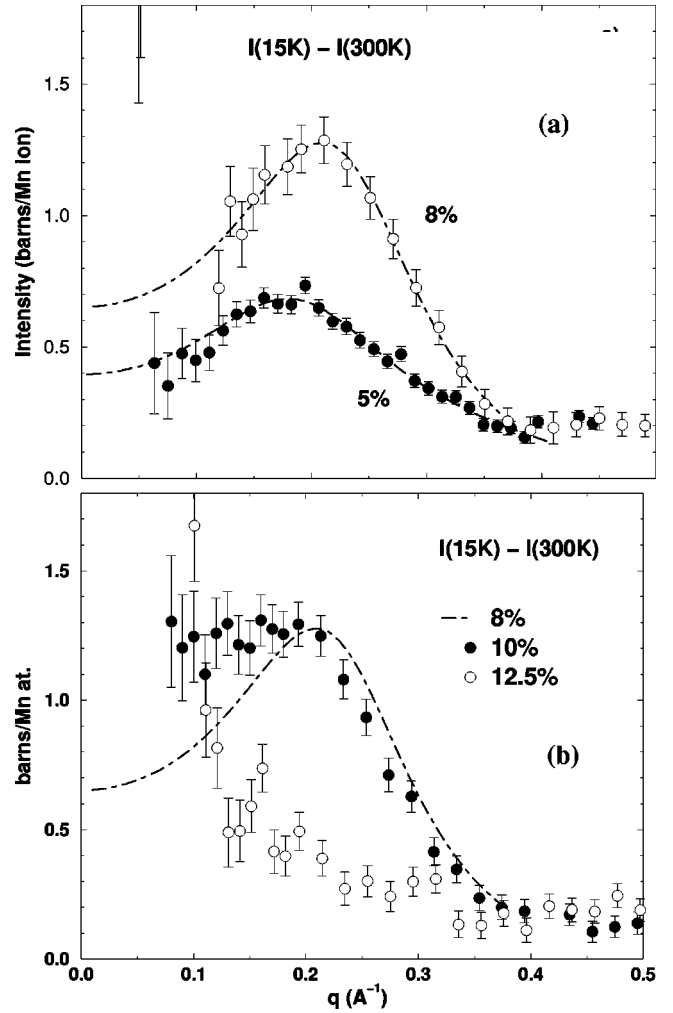 I(15K) – I(300K)
(a)
1.5
1.0
0.5
0.0
Intensity (barns/Mn ion)
8%
5%
I(15K) – I(300K)
8%
10%
12.5%
(b)
1.5
1.0
0.5
0.0
barns/Mn at.
0.0 0.1 0.2 0.3 0.4 0.5
q (A⁻¹)